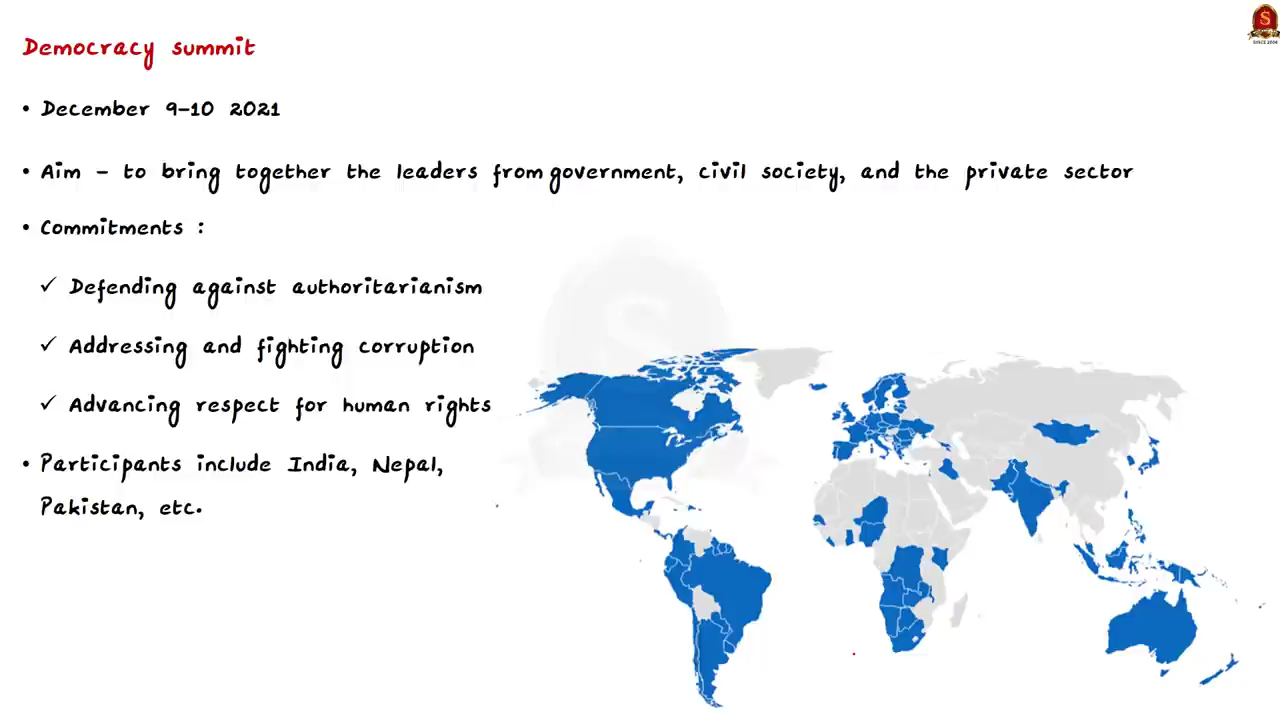 Democracy summit
• December 9-10 2021
• Aim - to bring together the leaders from government, civil society, and the private sector
• Commitments :
✓ Defending against authoritarianism
✓ Addressing and fighting corruption
✓ Advancing respect for human rights
• Participants include India, Nepal,
Pakistan, etc.
S
SINCE 2004
S